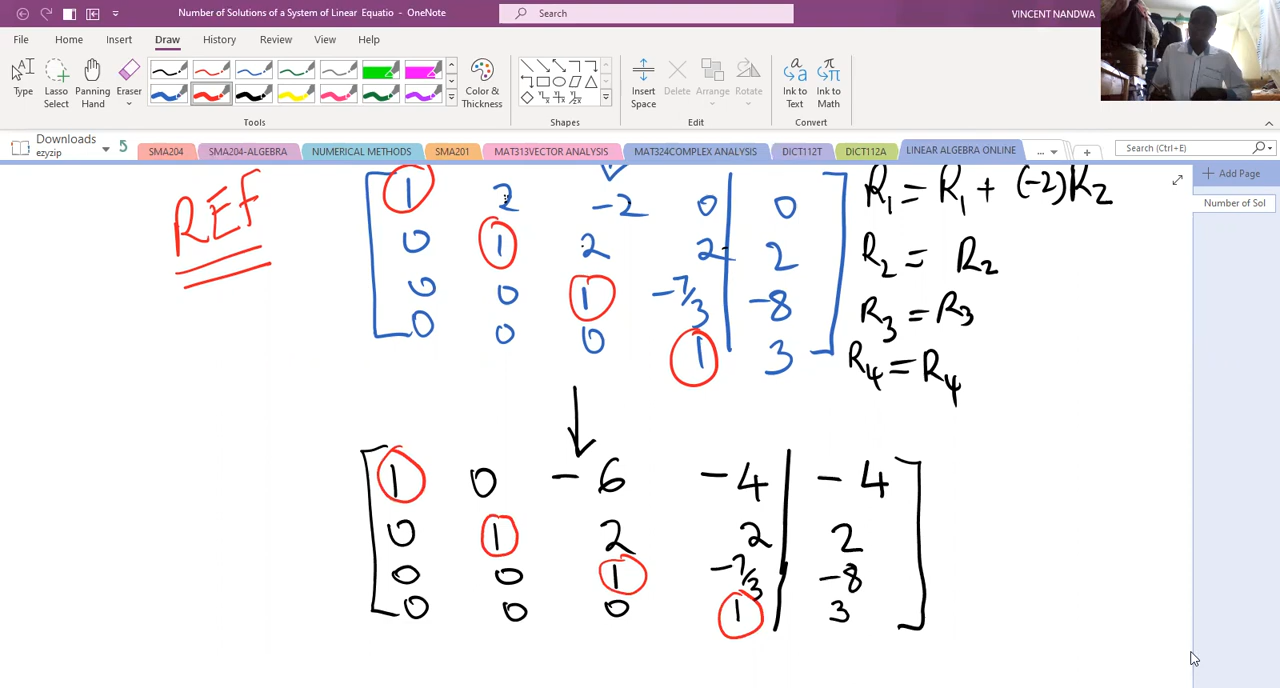 Number of Solutions of a System of Linear Equatio - OneNote
Search
VINCENT NANDWA
File Home Insert Draw History Review View Help
Type Lasso Select Panning Hand Eraser Color & Thickness Insert Space Delete Arrange Rotate Ink to Text Ink to Math
Tools Shapes Edit Convert
Downloads
ezyzip
SMA204 SMA204-ALGEBRA NUMERICAL METHODS SMA201 MAT313VECTOR ANALYSIS MAT324COMPLEX ANALYSIS DICT112T DICT112A LINEAR ALGEBRA ONLINE ... + Search (Ctrl+E)
+ Add Page
Number of Sol
REF
1 2 -2 0 | 0 R1 = R1 + (-2)R2
0 1 2 2 | 2 R2 = R2
0 0 1 -7/3 | -8 R3 = R3
0 0 0 1 | 3 R4 = R4
1 0 -6 -4 | -4
0 1 2 2 | 2
0 0 1 -7/3 | -8
0 0 0 1 | 3